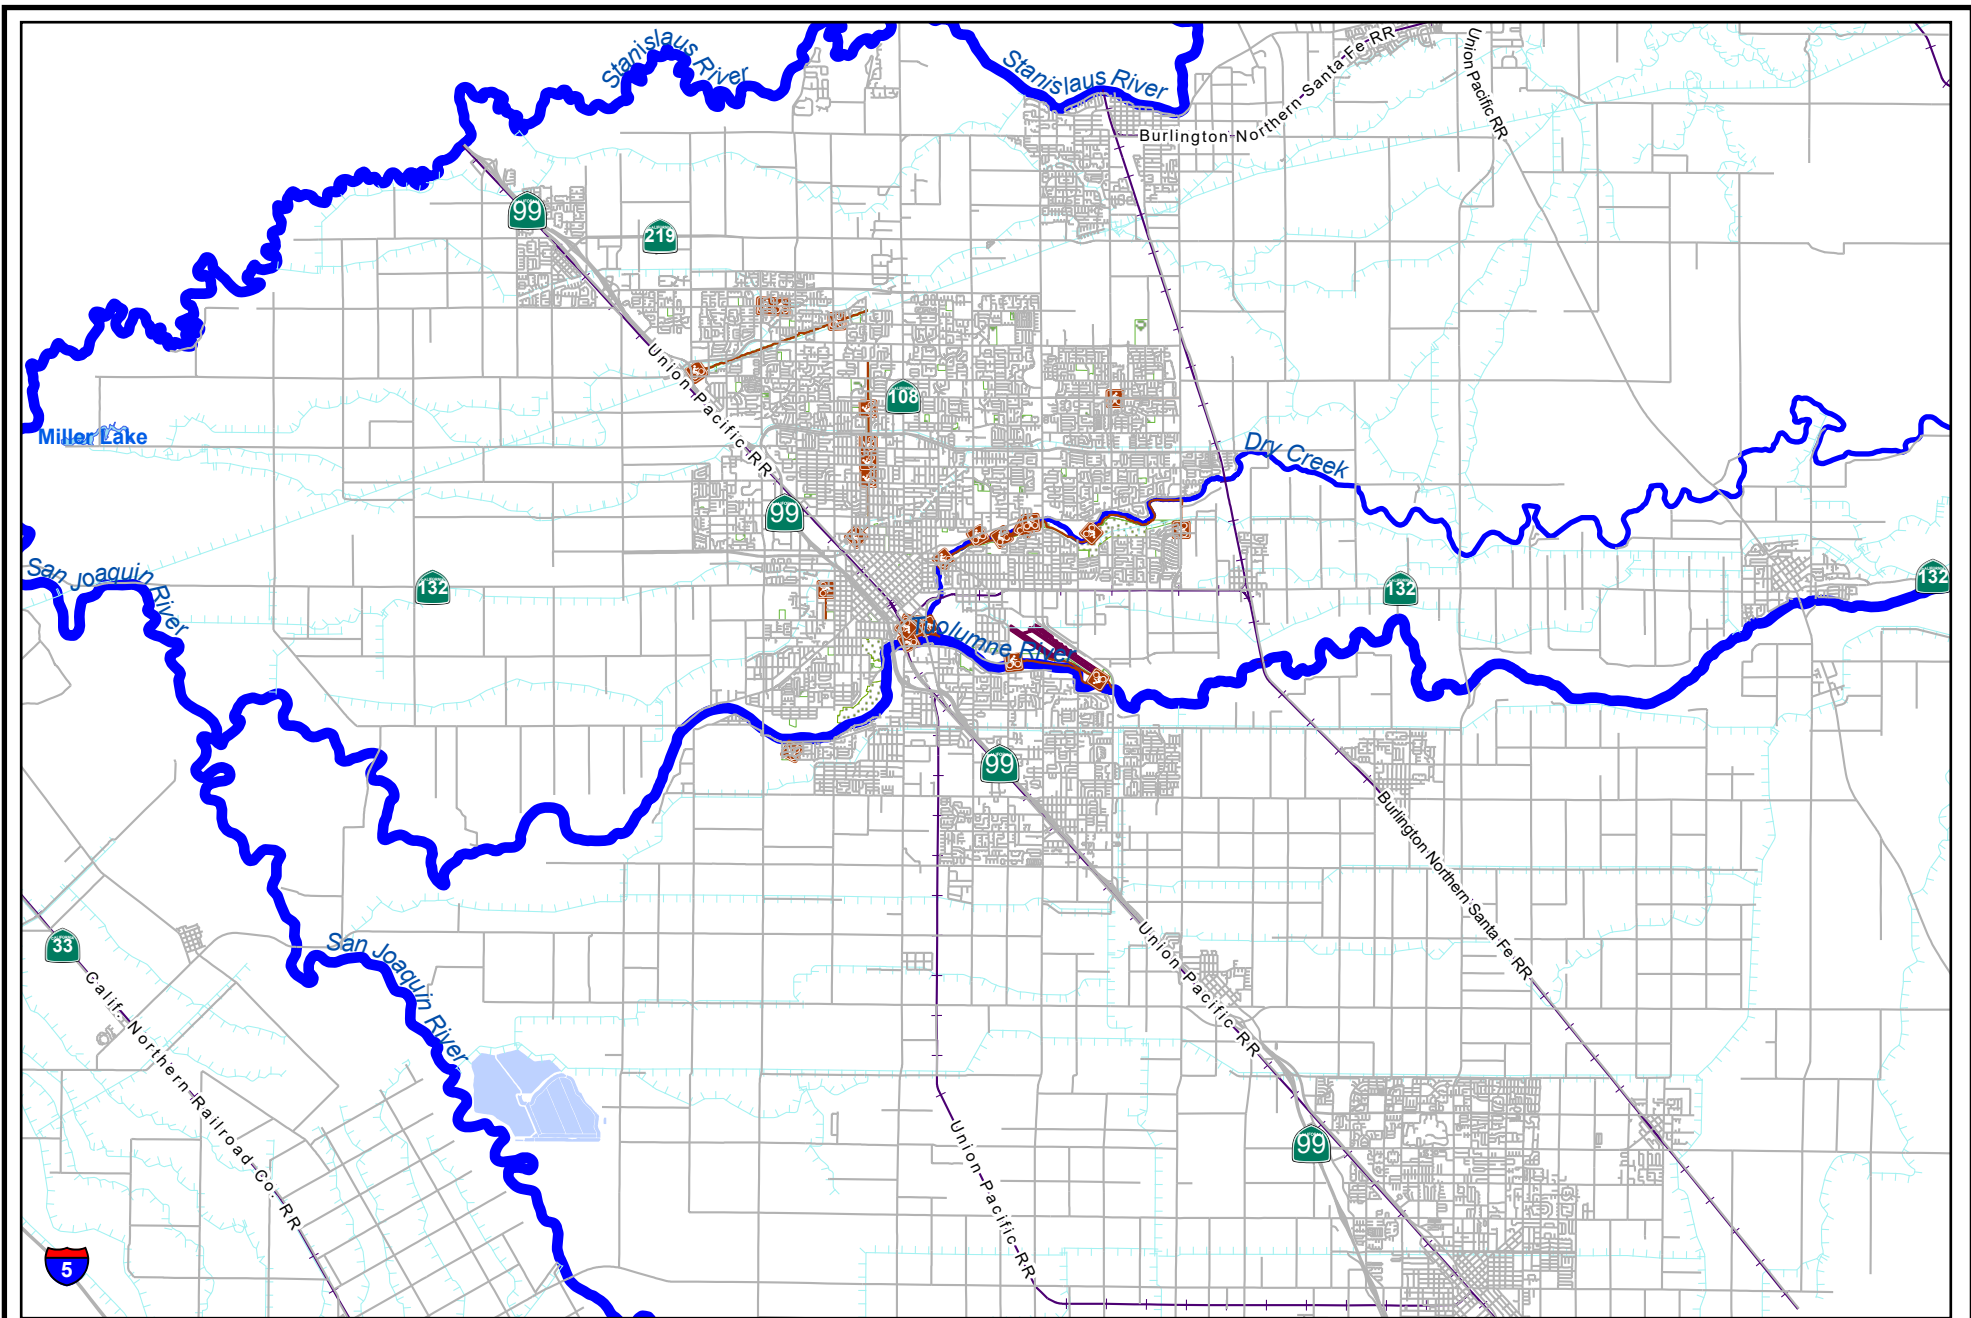 Stanislaus River
Stanislaus River
Burlington Northern Santa Fe RR
Union Pacific RR
99
219
Union Pacific RR
108
Miller Lake
Dry Creek
99
San Joaquin River
132
132
132
Tuolumne River
99
Burlington Northern Santa Fe RR
33
San Joaquin River
Union Pacific RR
Calif. Northern Railroad Co. RR
Union Pacific RR
99
5